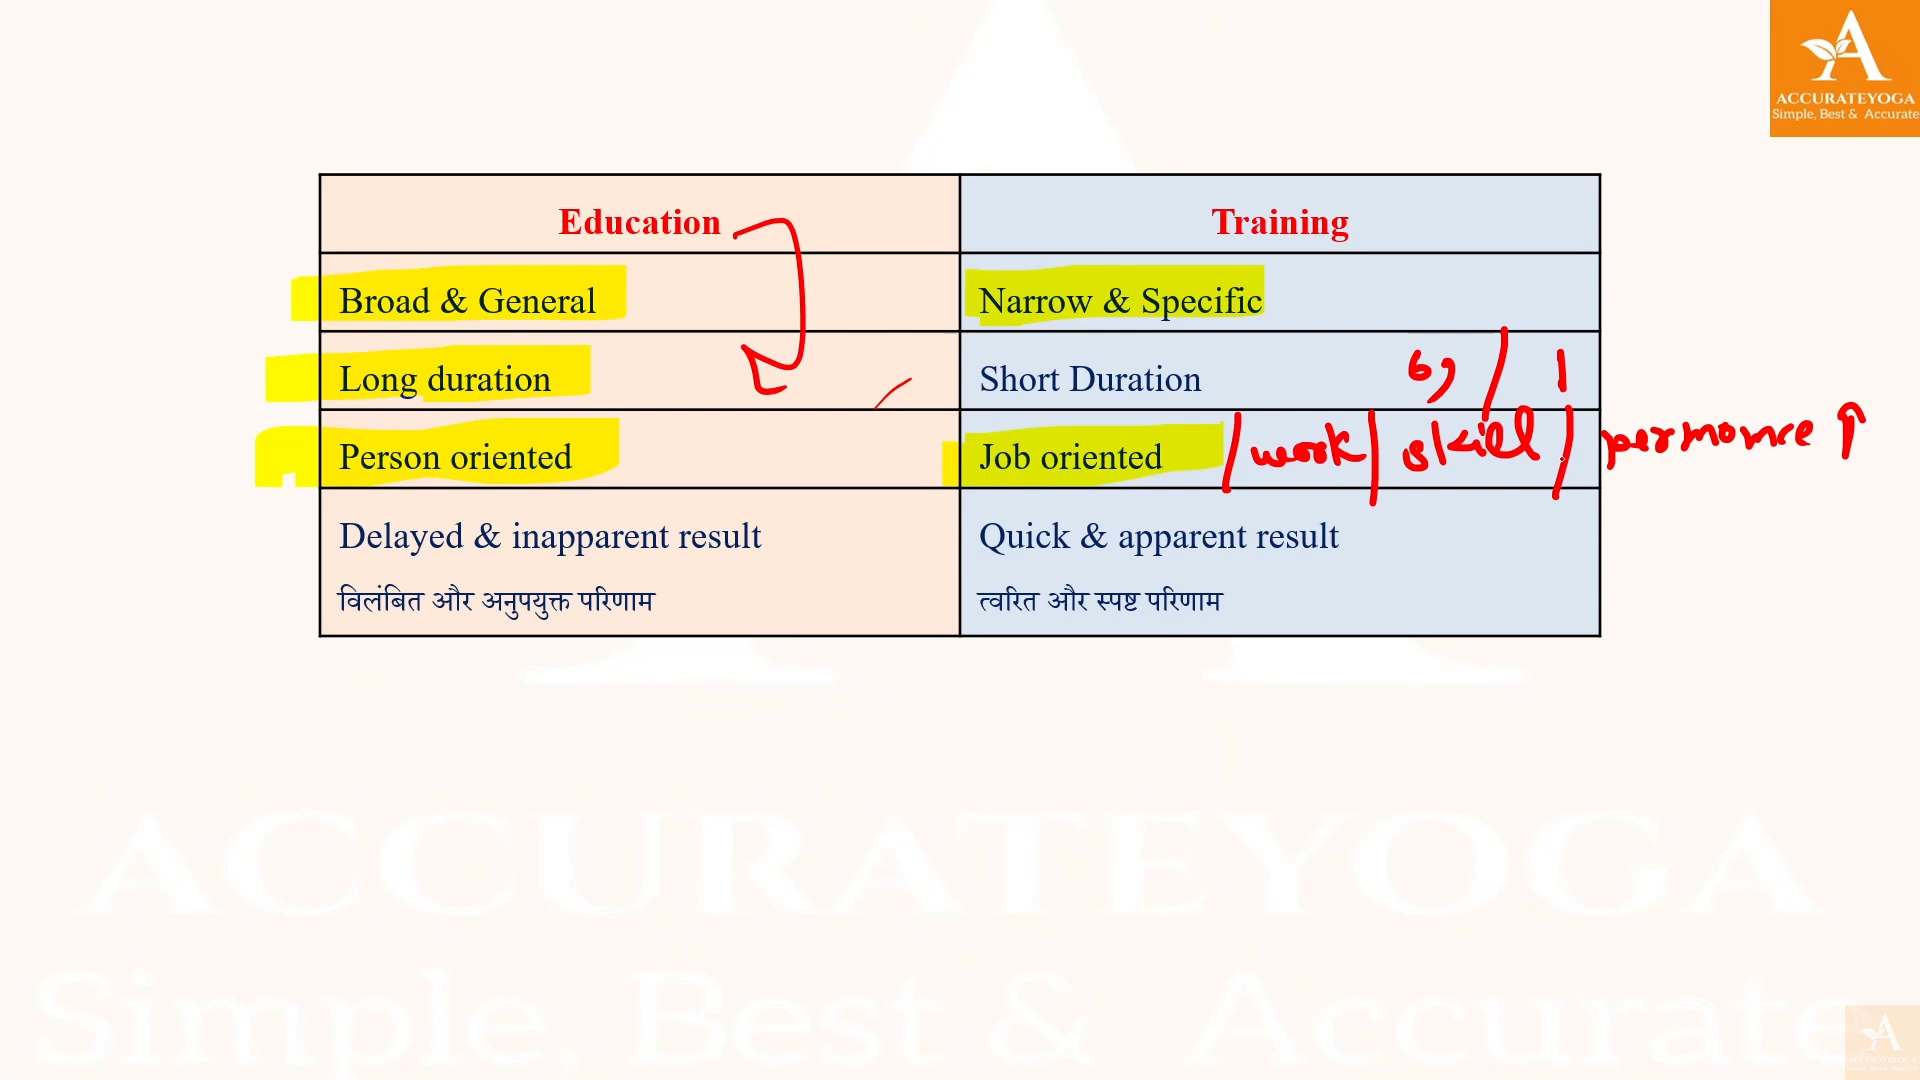 ACCURATEYOGA
Simple, Best & Accurate
Education
Training
Broad & General
Narrow & Specific
Long duration
Short Duration
Person oriented
Job oriented / work / skill /
Delayed & inapparent result
Quick & apparent result
विलंबित और अनुपयुक्त परिणाम
त्वरित और स्पष्ट परिणाम
ACCURATEYOGA
Simple, Best & Accurate